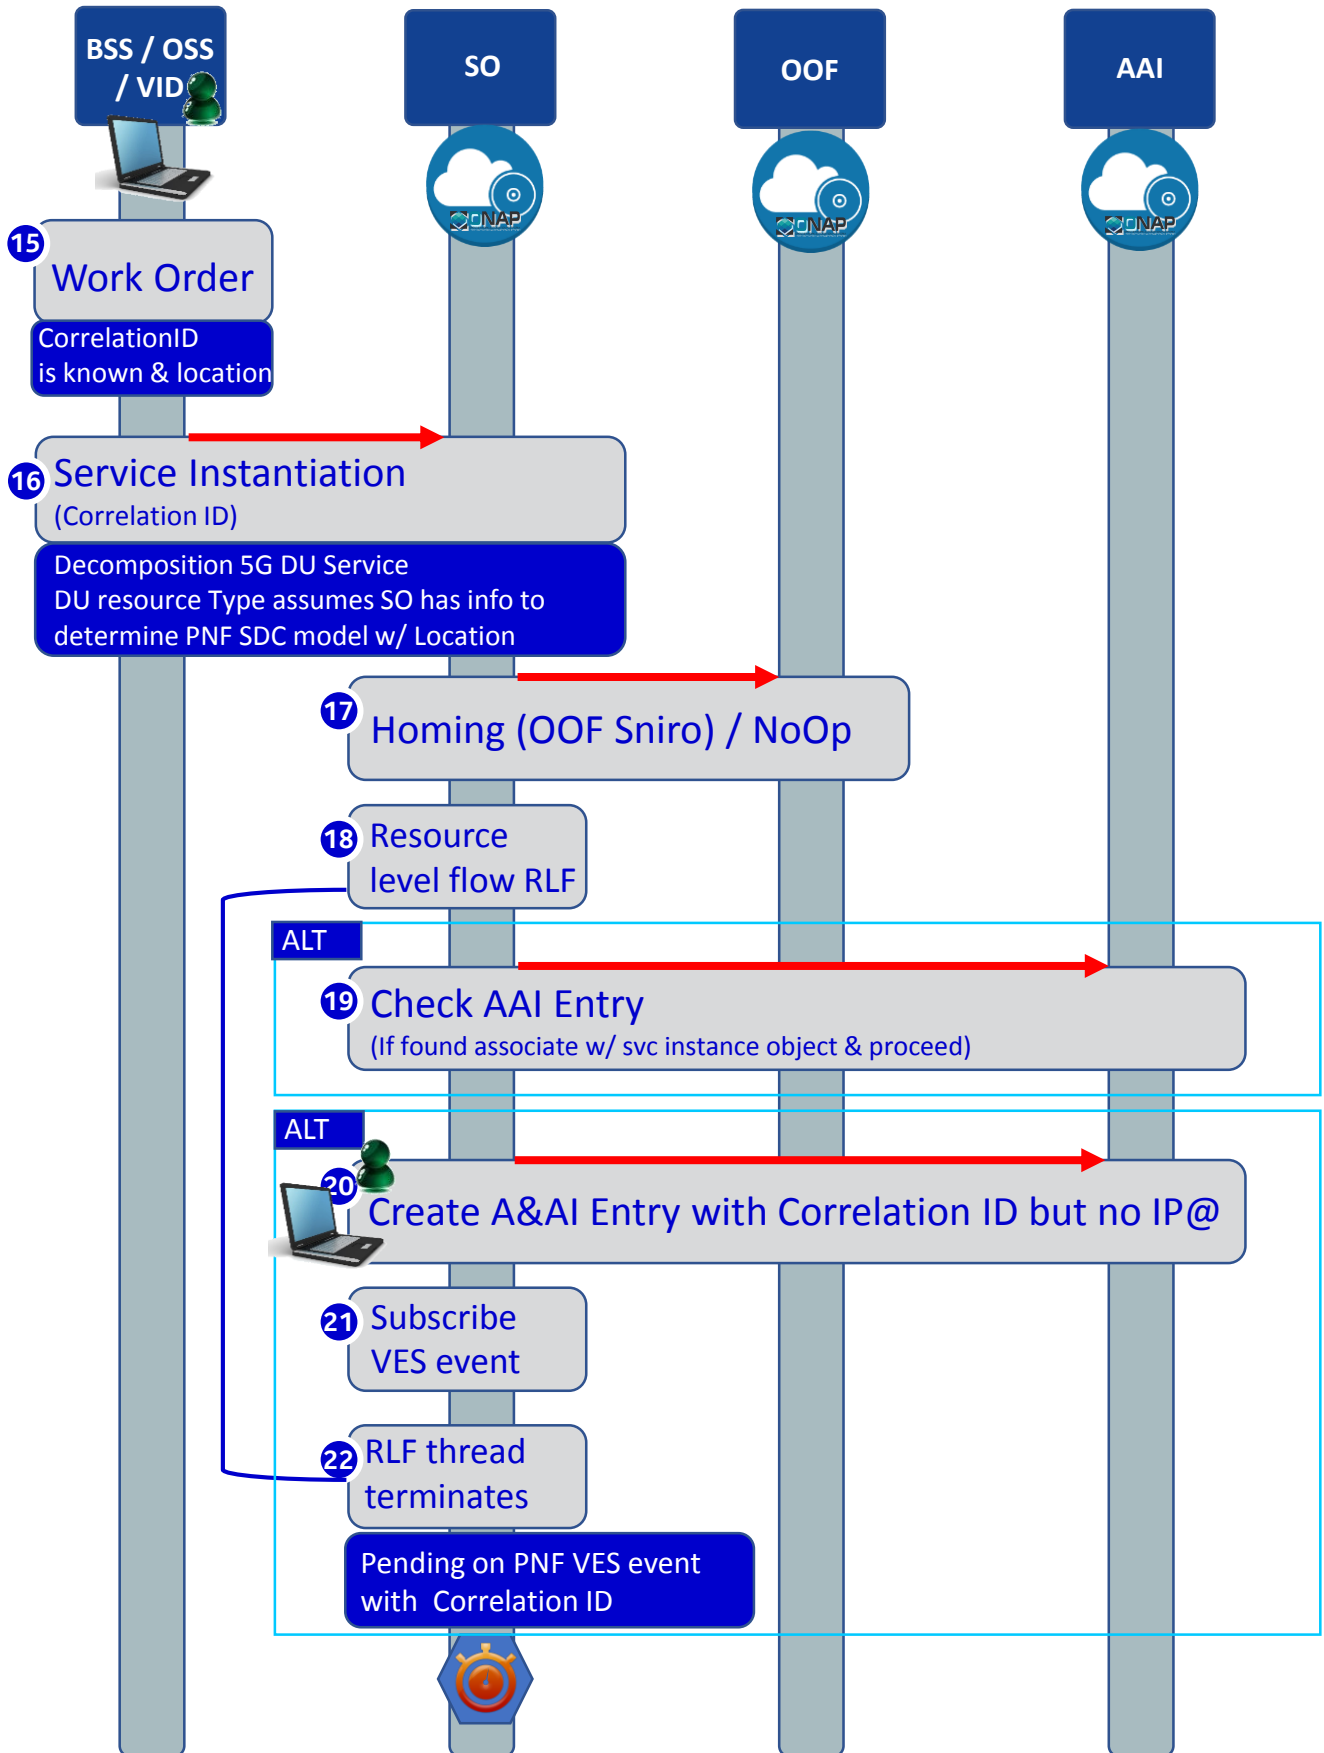 BSS / OSS
/ VID
SO
OOF
AAI
ONAP
ONAP
ONAP
15
Work Order
CorrelationID
is known & location
16
Service Instantiation
(Correlation ID)
Decomposition 5G DU Service
DU resource Type assumes SO has info to
determine PNF SDC model w/ Location
17
Homing (OOF Sniro) / NoOp
18
Resource
level flow RLF
ALT
19
Check AAI Entry
(If found associate w/ svc instance object & proceed)
ALT
20
Create A&AI Entry with Correlation ID but no IP@
21
Subscribe
VES event
22
RLF thread
terminates
Pending on PNF VES event
with  Correlation ID